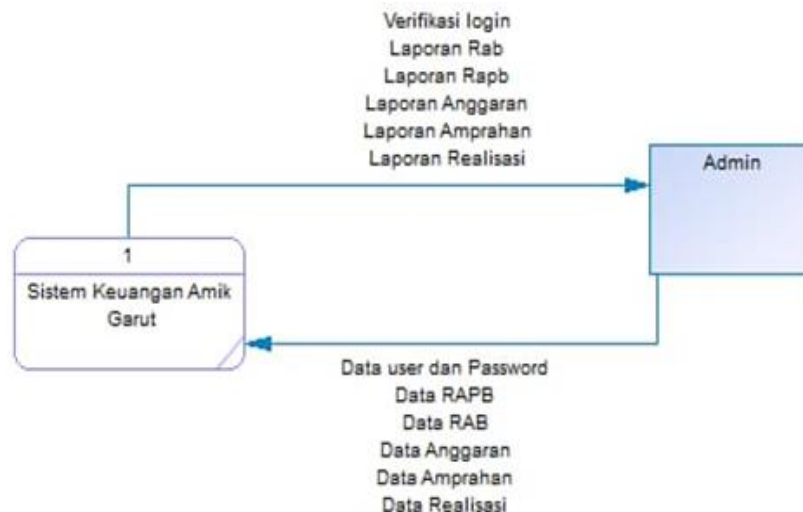 Verifikasi login
Laporan Rab
Laporan Rapb
Laporan Anggaran
Laporan Amprahan
Laporan Realisasi
Admin
1
Sistem Keuangan Amik
Garut
Data user dan Password
Data RAPB
Data RAB
Data Anggaran
Data Amprahan
Data Realisasi